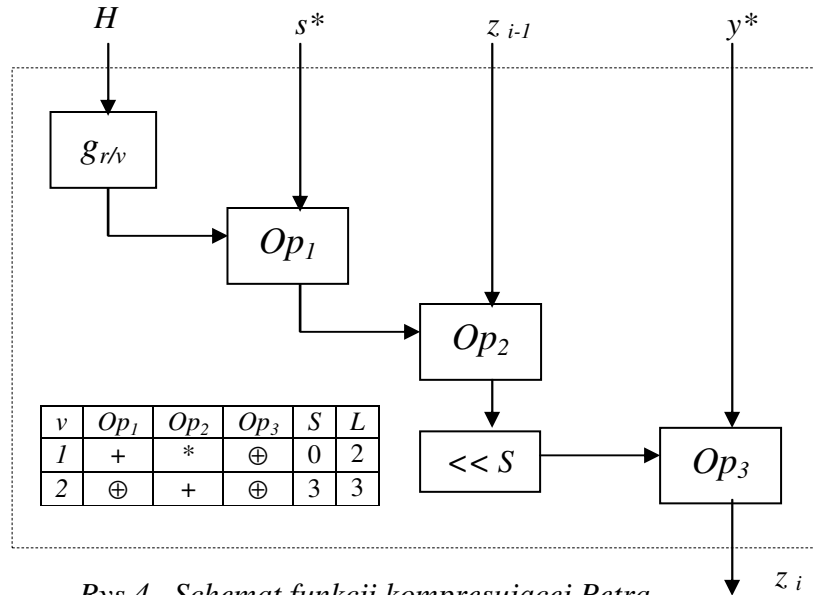 H s* z i-1 y*
g r/v
Op1
Op2
v Op1 Op2 Op3 S L
1 + * ⊕ 0 2
2 ⊕ + ⊕ 3 3
<< S
Op3
Rys 4. Schemat funkcji kompresującej Petra
z i